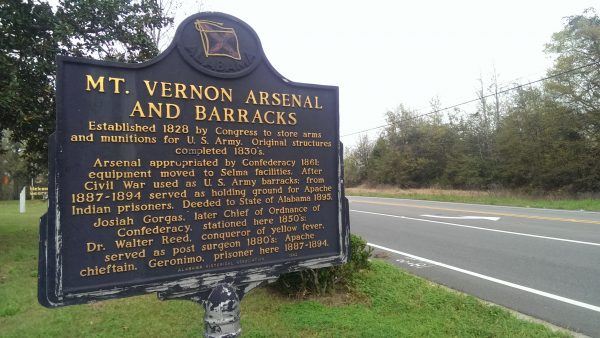 ALABAMA
MT. VERNON ARSENAL
AND BARRACKS
Established 1828 by Congress to store arms
and munitions for U. S. Army. Original structures
completed 1830's.
Arsenal appropriated by Confederacy 1861;
equipment moved to Selma facilities. After
Civil War used as U. S. Army barracks; from
1887-1894 served as holding ground for Apache
Indian prisoners. Deeded to State of Alabama 1895.
Josiah Gorgas, later Chief of Ordnance of
Confederacy, stationed here 1850's;
Dr. Walter Reed, conqueror of yellow fever,
served as post surgeon 1880's; Apache
chieftain, Geronimo, prisoner here 1887-1894.
ALABAMA HISTORICAL ASSOCIATION